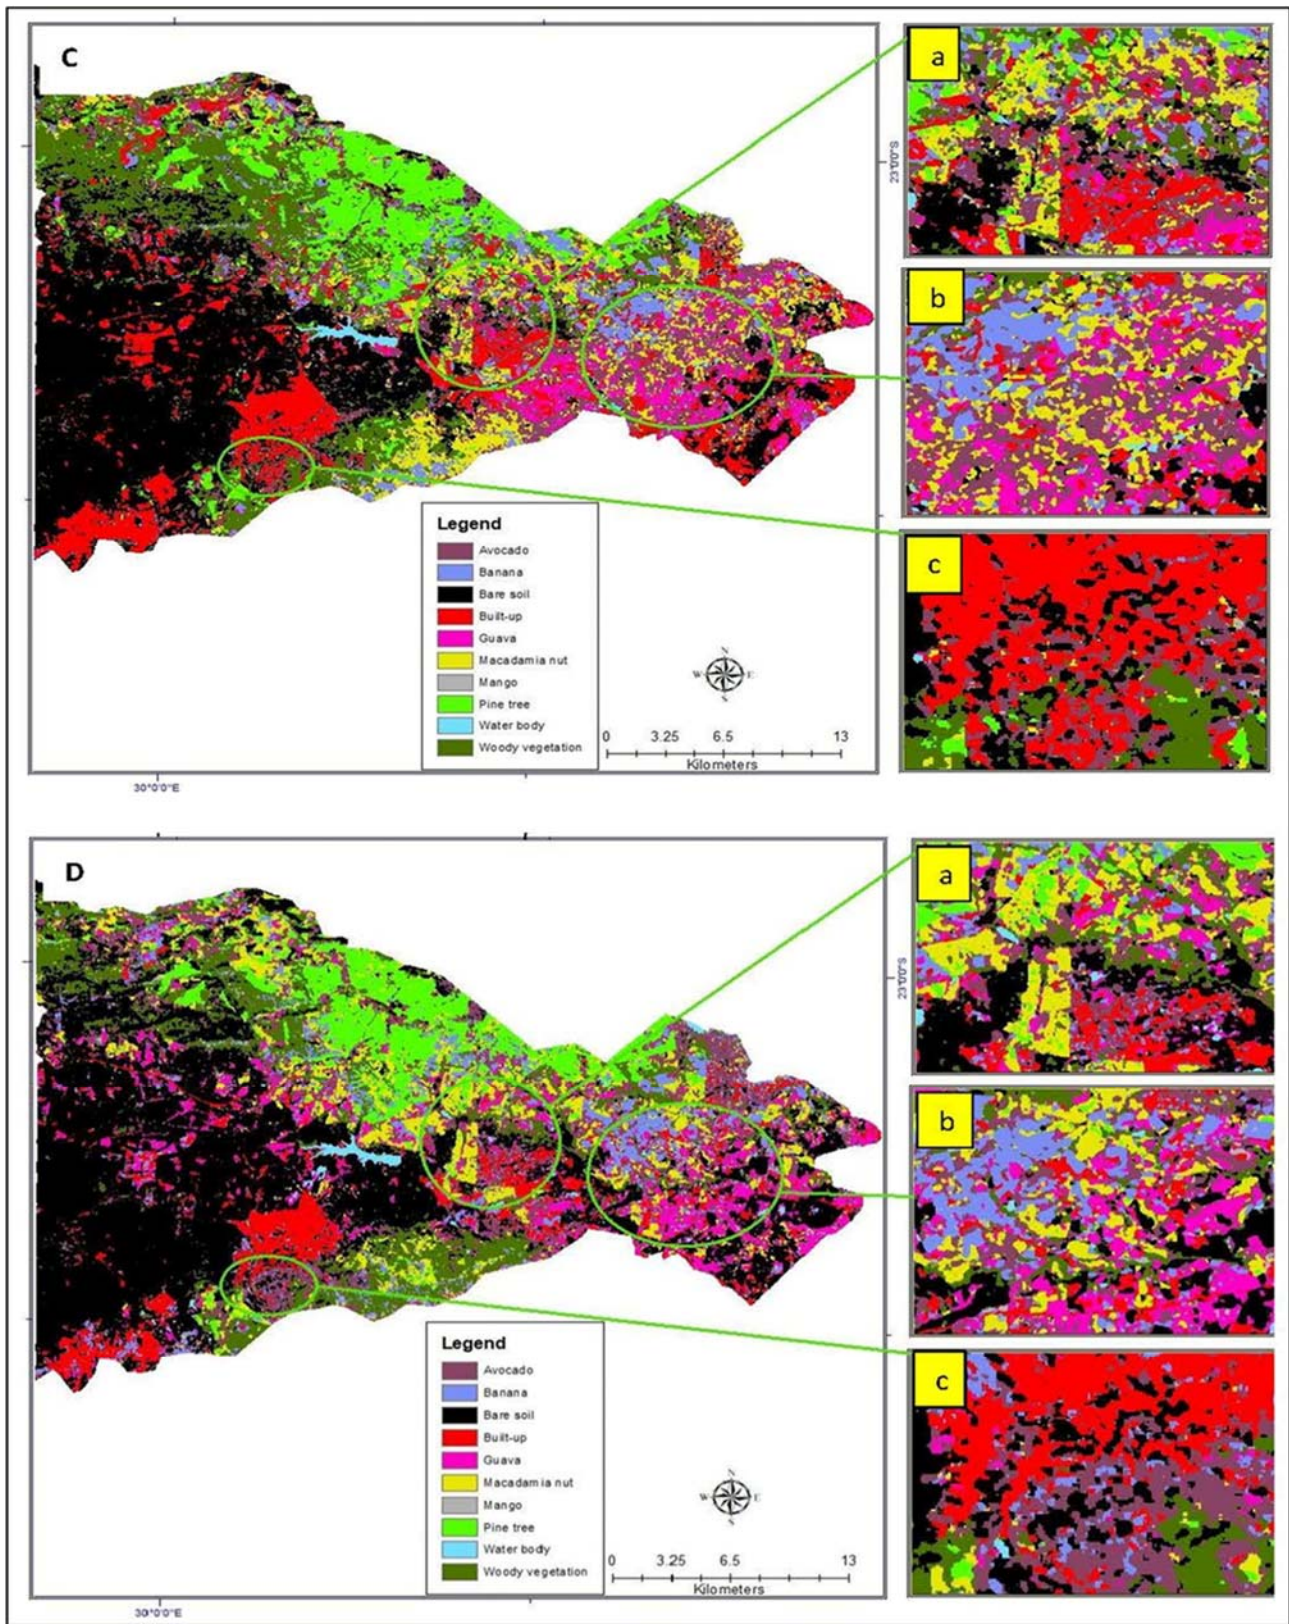 C
a
23°0'0"S
b
c
Legend
Avocado
Banana
Bare soil
Built-up
Guava
Macadamia nut
Mango
Pine tree
Water body
Woody vegetation
N
W E
S
0 3.25 6.5 13
Kilometers
30°0'0"E
D
a
23°0'0"S
b
c
Legend
Avocado
Banana
Bare soil
Built-up
Guava
Macadamia nut
Mango
Pine tree
Water body
Woody vegetation
N
W E
S
0 3.25 6.5 13
Kilometers
30°0'0"E